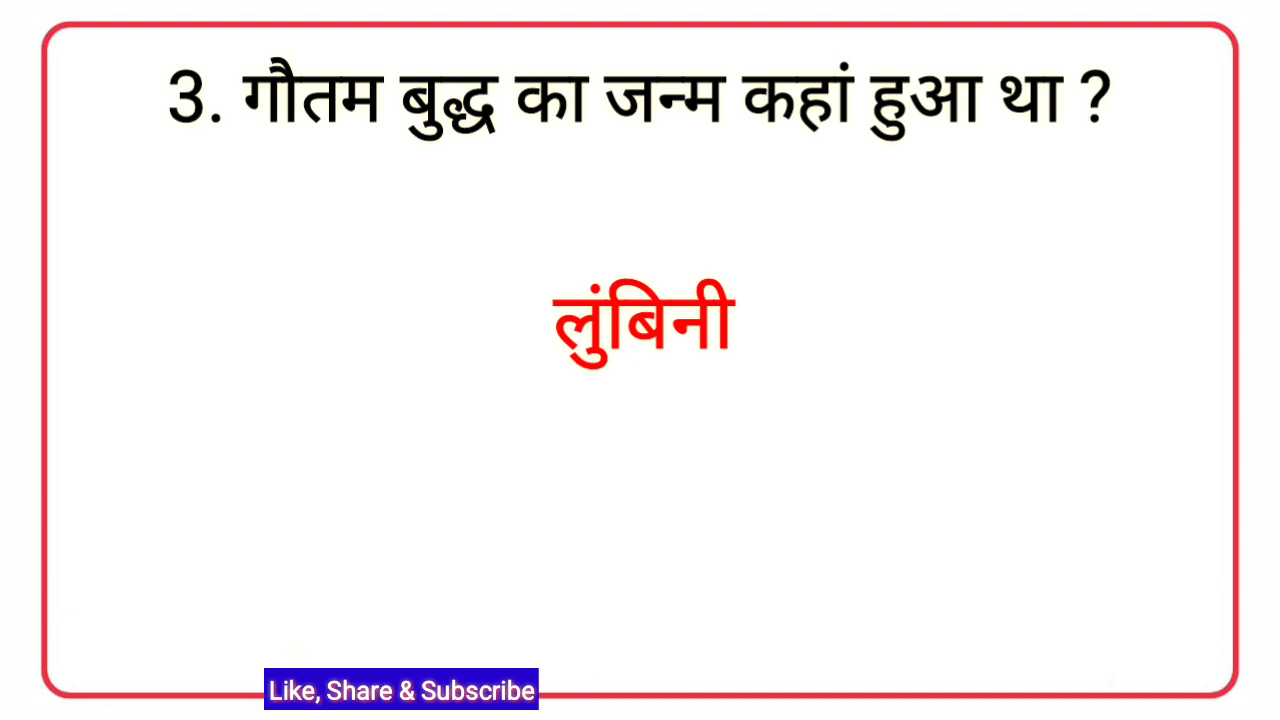 3. गौतम बुद्ध का जन्म कहां हुआ था ?
लुंबिनी
Like, Share & Subscribe